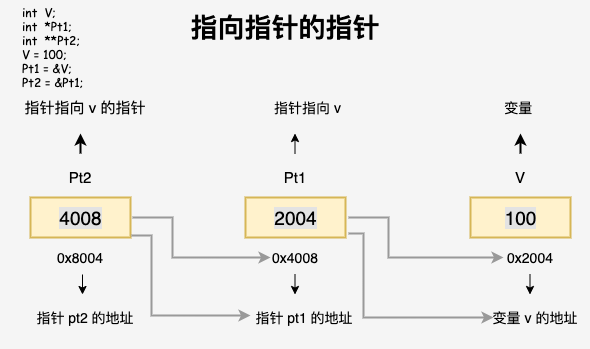 int V;
int *Pt1;
int **Pt2;
V = 100;
Pt1 = &V;
Pt2 = &Pt1;
指向指针的指针
指针指向 v 的指针
指针指向 v
变量
Pt2
Pt1
V
4008
2004
100
0x8004
0x4008
0x2004
指针 pt2 的地址
指针 pt1 的地址
变量 v 的地址